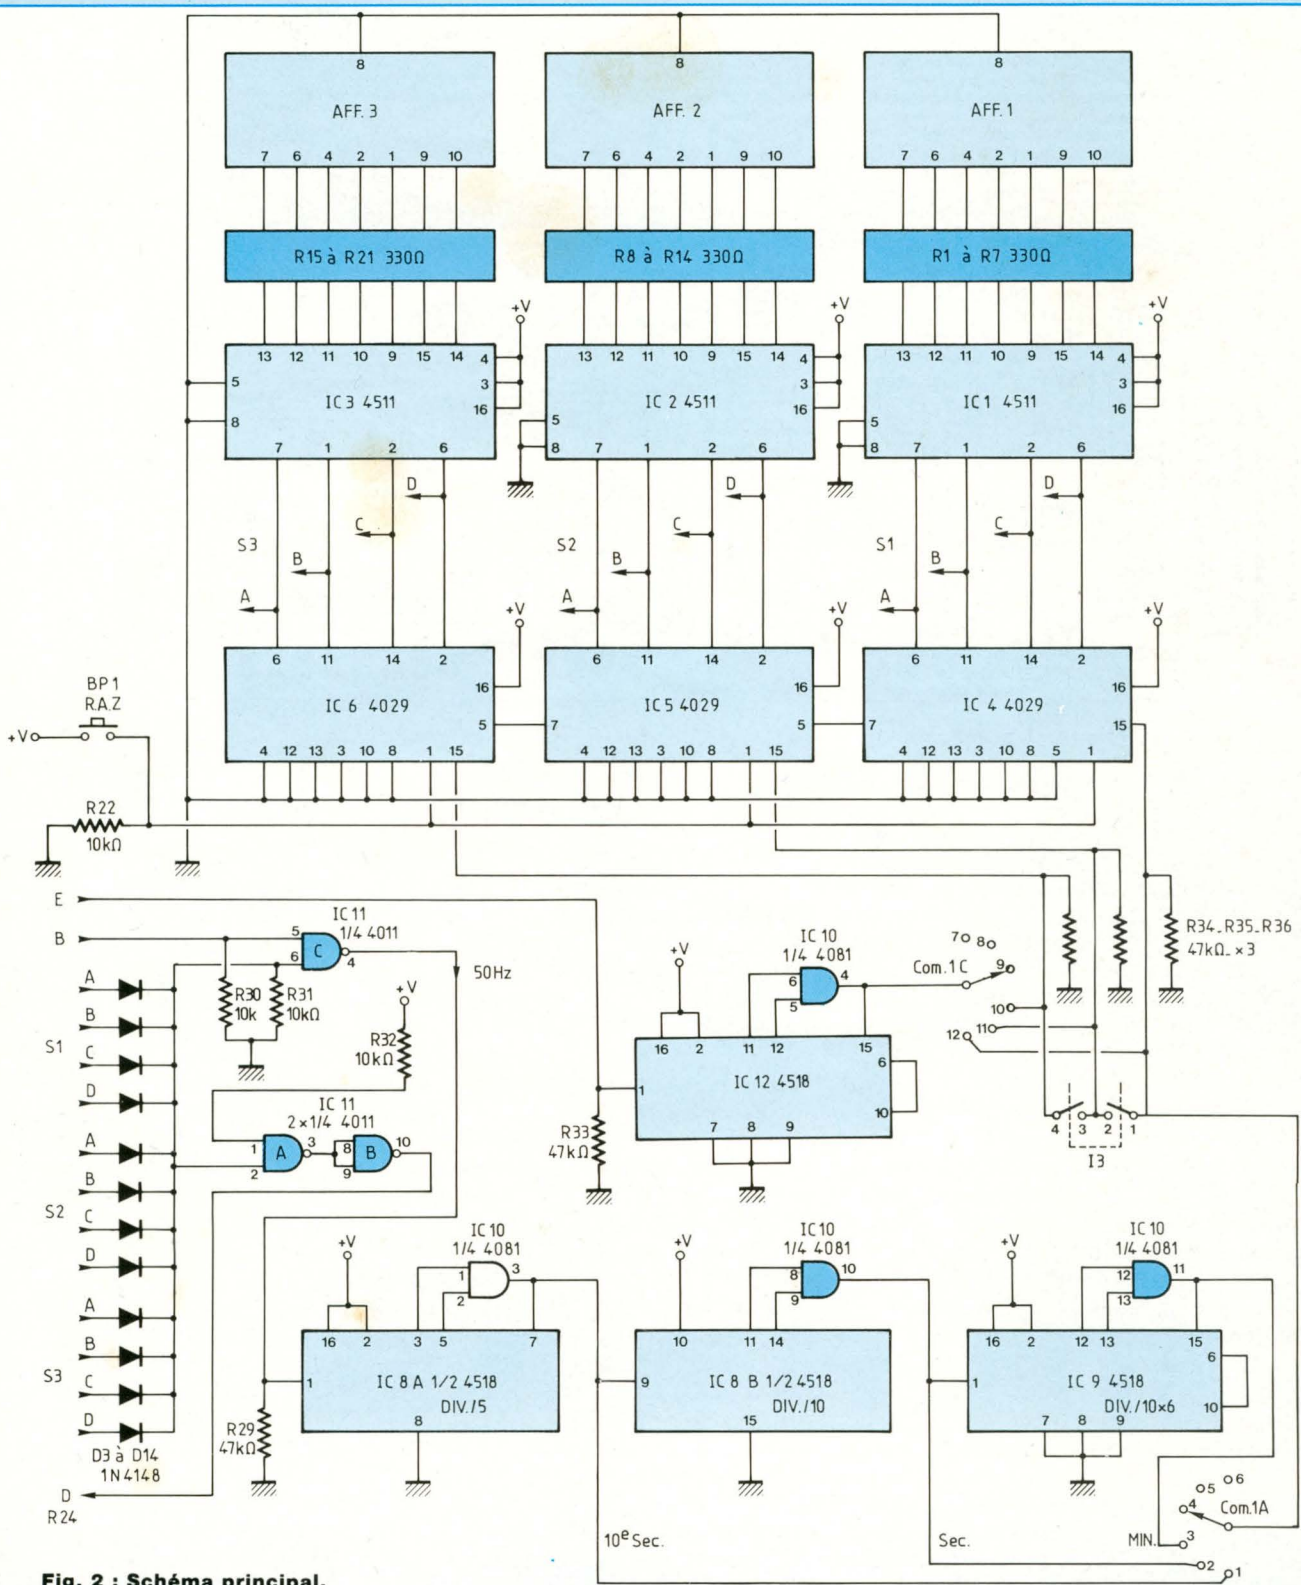 8 8 8
AFF. 3 AFF. 2 AFF. 1
7 6 4 2 1 9 10 7 6 4 2 1 9 10 7 6 4 2 1 9 10
R15 à R21 330Ω R8 à R14 330Ω R1 à R7 330Ω
+V +V +V
13 12 11 10 9 15 14 4 13 12 11 10 9 15 14 4 13 12 11 10 9 15 14 4
5 3 3 3
IC 3 4511 16 IC 2 4511 16 IC 1 4511 16
8 5 5
7 1 2 6 8 7 1 2 6 8 7 1 2 6
D D D
C C C
S3 S2 S1
B B B
A A A
+V +V +V
6 11 14 2 6 11 14 2 6 11 14 2
16 16 16
BP1
R.A.Z
IC 6 4029 IC 5 4029 IC 4 4029
+V 5 7 5 7 15
4 12 13 3 10 8 1 15 4 12 13 3 10 8 1 15 4 12 13 3 10 8 5 1
R22
10kΩ
E
IC 11
1/4 4011
B 5 C 4
6
50Hz
IC 10
1/4 4081
R34_R35_R36
47kΩ_×3
7 8 9
Com.1C
+V
6 4
5
A
R30
10k
R31
10kΩ
+V
B
S1
R32
10kΩ
10
11
12
C
16 2 11 12 15
6
IC 12 4518
1
10
D
IC 11
2×1/4 4011
7 8 9
R33
47kΩ
4 3 2 1
I3
A
1 A 3 8 B 10
2 9
B
S2
C
D
IC 10
1/4 4081
IC 10
1/4 4081
IC 10
1/4 4081
+V +V +V
1 3 8 10 12 11
2 9 13
A
B
16 2 3 5 7 10 11 14 16 2 12 13 15
S3
C
1 IC 8 A 1/2 4518
DIV./5
9 IC 8 B 1/2 4518
DIV./10
1 IC 9 4518
DIV./10×6
6
10
8 15 7 8 9
D
R29
47kΩ
D3 à D14
1N4148
D
R24
6
5
4 Com.1A
10e Sec. Sec. MIN. 3
2
1
Fig. 2 : Schéma principal.